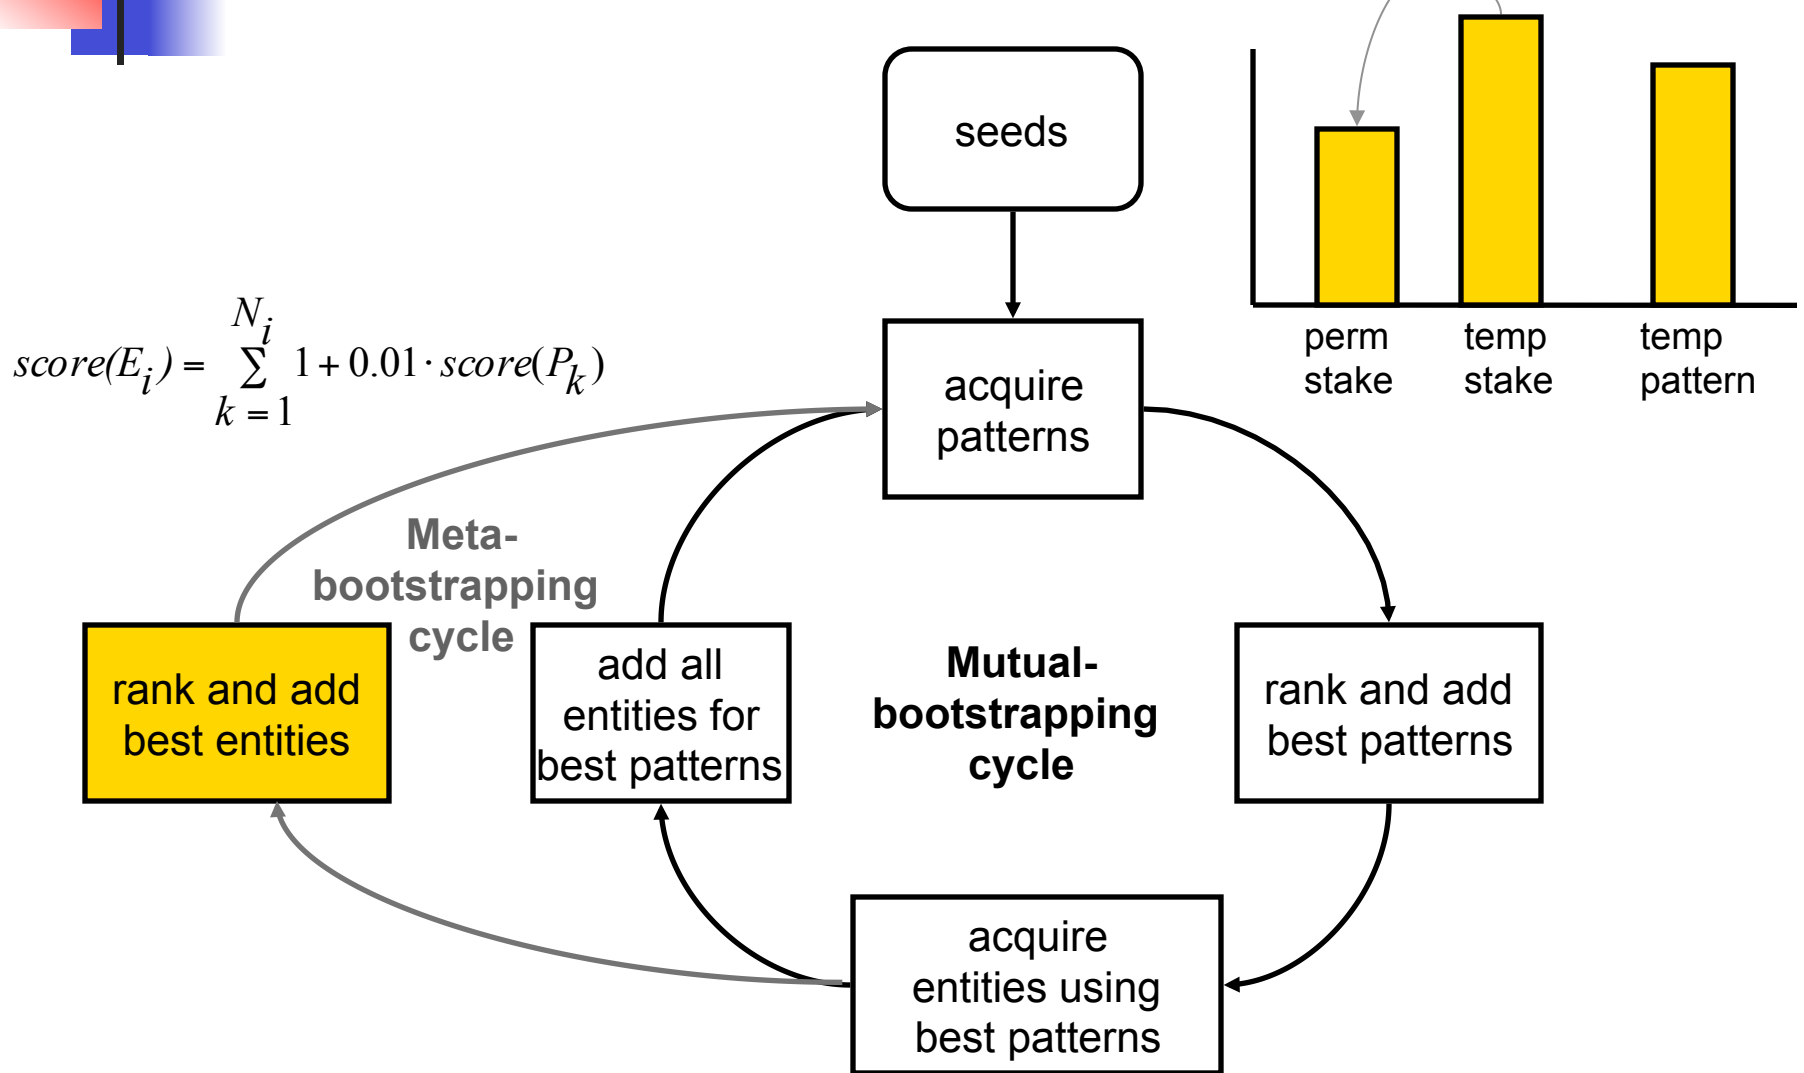 seeds
perm
stake
temp
stake
temp
pattern
score(E_i) = \sum_{k=1}^{N_i} 1 + 0.01 · score(P_k)
acquire
patterns
Meta-
bootstrapping
cycle
rank and add
best entities
add all
entities for
best patterns
Mutual-
bootstrapping
cycle
rank and add
best patterns
acquire
entities using
best patterns